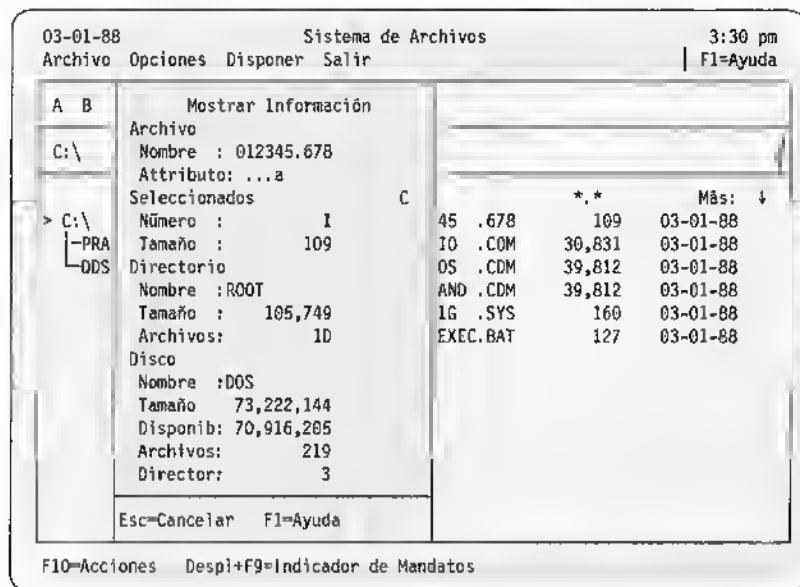 03-01-88 Sistema de Archivos 3:30 pm
Archivo Opciones Disponer Salir | F1=Ayuda
A B
Mostrar Información
Archivo
C:\
Nombre : 012345.678
Attributo: ...a
Seleccionados
C *.* Más: ↓
> C:\
Número : I
45 .678 109 03-01-88
├─PRA
Tamaño : 109
IO .COM 30,831 03-01-88
└─DDS
Directorio
OS .CDM 39,812 03-01-88
Nombre :ROOT
AND .CDM 39,812 03-01-88
Tamaño : 105,749
1G .SYS 160 03-01-88
Archivos: 1D
EXEC.BAT 127 03-01-88
Disco
Nombre :DOS
Tamaño 73,222,144
Disponib: 70,916,205
Archivos: 219
Director: 3
Esc=Cancelar F1=Ayuda
F10=Acciones Despl+F9=Indicador de Mandatos